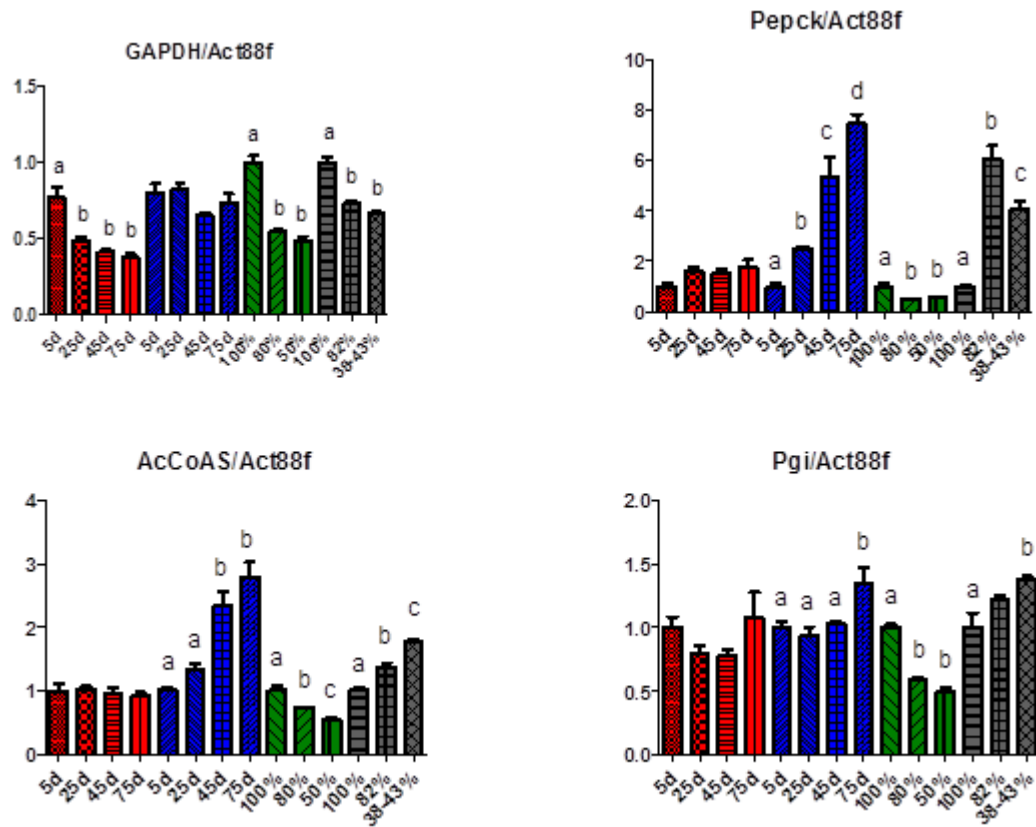 GAPDH/Act88f
1.5
1.0
0.5
0.0
a
b
b
b
a
b
b
a
b
b
5d
25d
45d
75d
5d
25d
45d
75d
100%
80%
50%
100%
82%
38-43%
Pepck/Act88f
10
8
6
4
2
0
a
b
c
d
a
b
b
a
b
c
5d
25d
45d
75d
5d
25d
45d
75d
100%
80%
50%
100%
82%
38-43%
AcCoAS/Act88f
4
3
2
1
0
a
a
b
b
a
b
c
a
b
c
5d
25d
45d
75d
5d
25d
45d
75d
100%
80%
50%
100%
82%
38-43%
Pgi/Act88f
2.0
1.5
1.0
0.5
0.0
a
a
a
b
a
b
b
a
b
5d
25d
45d
75d
5d
25d
45d
75d
100%
80%
50%
100%
82%
38-43%